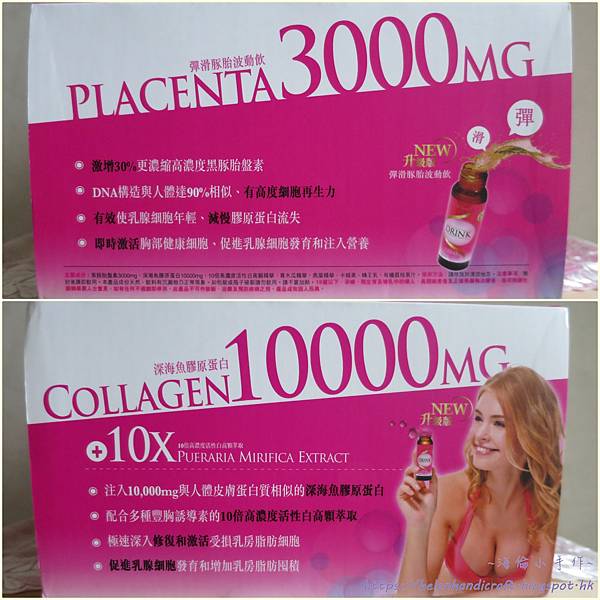 彈滑豚胎波動飲
PLACENTA 3000MG
激增30%更濃縮高濃度黑豚胎盤素
DNA構造與人體達90%相似、有高度細胞再生力
有效使乳腺細胞年輕、減慢膠原蛋白流失
即時激活胸部健康細胞、促進乳腺細胞發育和注入營養
滑
彈
NEW
升級版
彈滑豚胎波動飲
DRINK
深海魚膠原蛋白
COLLAGEN 10000MG
+10X
10倍高濃度活性白高顆萃取
PUERARIA MIRIFICA EXTRACT
注入10,000mg與人體皮膚蛋白質相似的深海魚膠原蛋白
配合多種豐胸誘導素的10倍高濃度活性白高顆萃取
極速深入修復和激活受損乳房脂肪細胞
促進乳腺細胞發育和增加乳房脂肪囤積
NEW
升級版
DRINK
~海倫小手作~
https://helenhandicraft.blogspot.hk